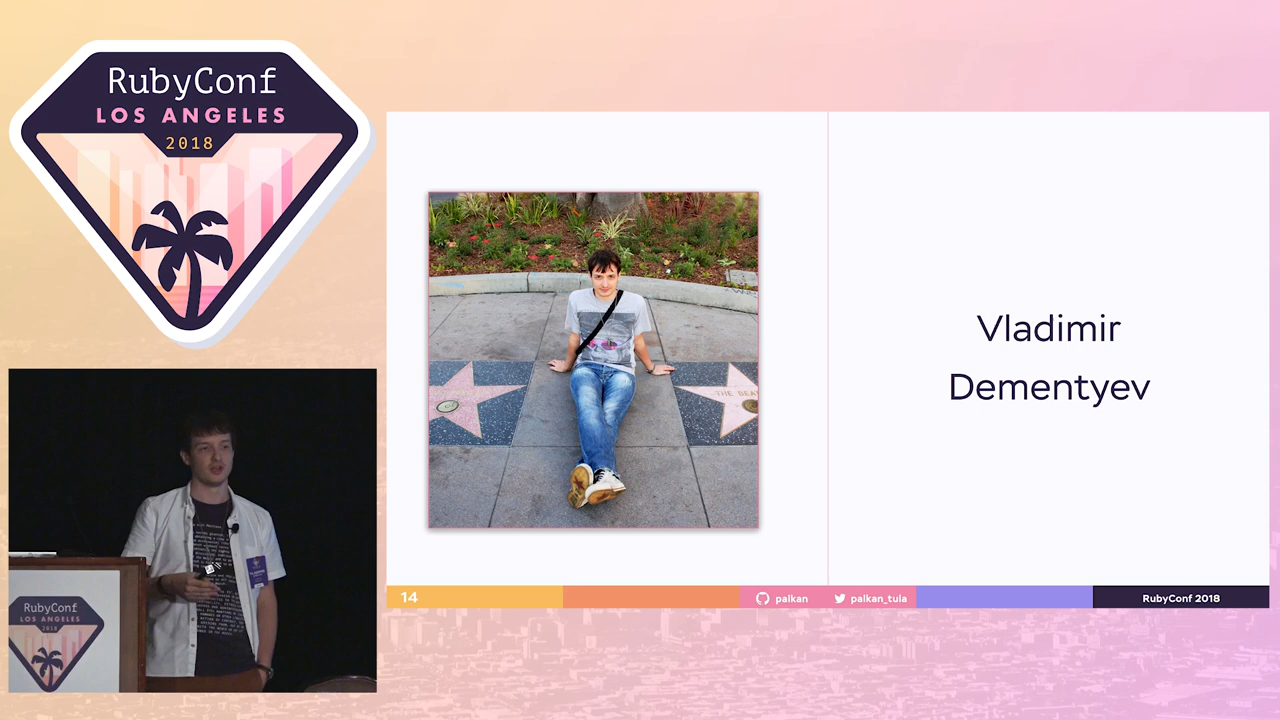 RubyConf
LOS ANGELES
2018
Vladimir
Dementyev
THE BEA
14
palkan
palkan_tula
RubyConf 2018
RubyConf
LOS ANGELES
2018